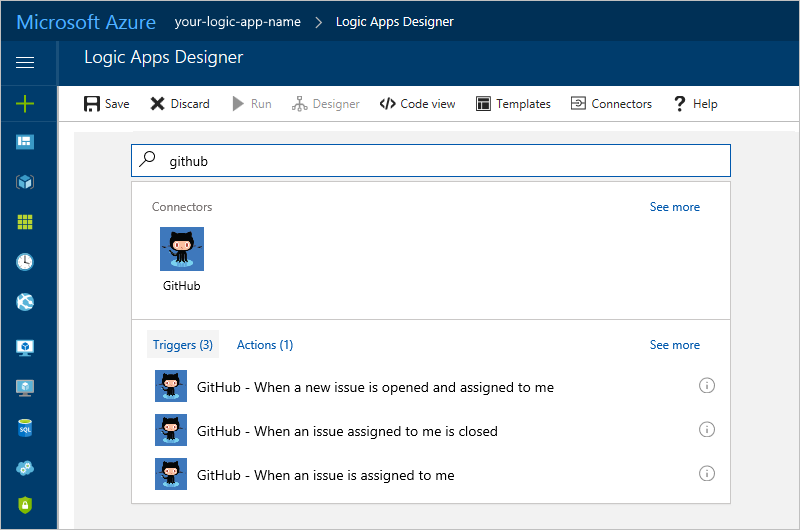 Microsoft Azure your-logic-app-name > Logic Apps Designer
Logic Apps Designer
Save Discard Run Designer Code view Templates Connectors ? Help
github
Connectors See more
GitHub
Triggers (3) Actions (1) See more
GitHub - When a new issue is opened and assigned to me
GitHub - When an issue assigned to me is closed
GitHub - When an issue is assigned to me
SQL